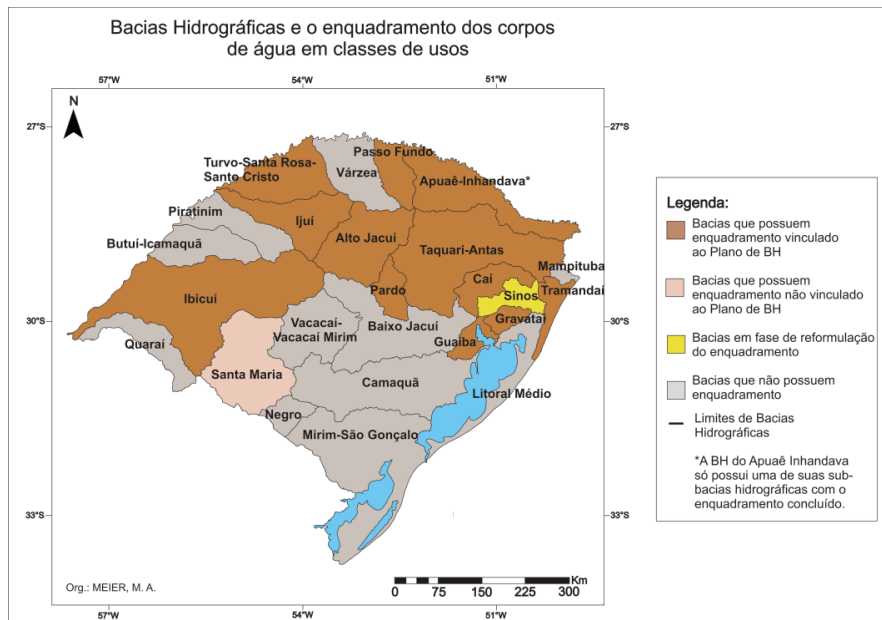 Bacias Hidrográficas e o enquadramento dos corpos
de água em classes de usos
57°W
54°W
51°W
N
27°S
27°S
Passo Fundo
Turvo-Santa Rosa-
Santo Cristo
Várzea
Apuaê-Inhandava*
Piratinim
Ijuí
Butuí-Icamaquã
Alto Jacuí
Taquari-Antas
Mampituba
Caí
Tramandaí
Ibicuí
Pardo
Sinos
30°S
30°S
Vacacaí-
Vacacaí Mirim
Baixo Jacuí
Gravataí
Quaraí
Guaíba
Santa Maria
Camaquã
Litoral Médio
Negro
Mirim-São Gonçalo
33°S
33°S
Org.: MEIER, M. A.
Km
0 75 150 225 300
57°W
54°W
51°W
Legenda:
Bacias que possuem
enquadramento vinculado
ao Plano de BH
Bacias que possuem
enquadramento não vinculado
ao Plano de BH
Bacias em fase de reformulação
do enquadramento
Bacias que não possuem
enquadramento
Limites de Bacias
Hidrográficas
*A BH do Apuaê Inhandava
só possui uma de suas sub-
bacias hidrográficas com o
enquadramento concluído.